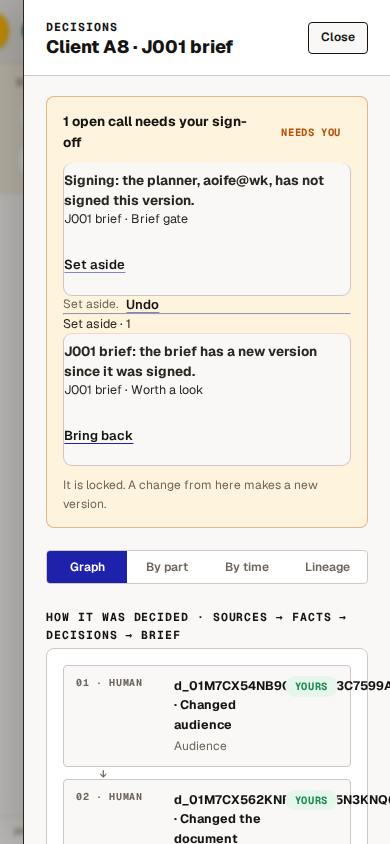 DECISIONS
Client A8 · J001 brief
Close
1 open call needs your sign-
off
NEEDS YOU
Signing: the planner, aoife@wk, has not
signed this version.
J001 brief · Brief gate
Set aside
Set aside. Undo
Set aside · 1
J001 brief: the brief has a new version
since it was signed.
J001 brief · Worth a look
Bring back
It is locked. A change from here makes a new
version.
Graph
By part
By time
Lineage
HOW IT WAS DECIDED · SOURCES → FACTS →
DECISIONS → BRIEF
01 · HUMAN
YOURS
· Changed
audience
Audience
↓
02 · HUMAN
YOURS
· Changed the
document